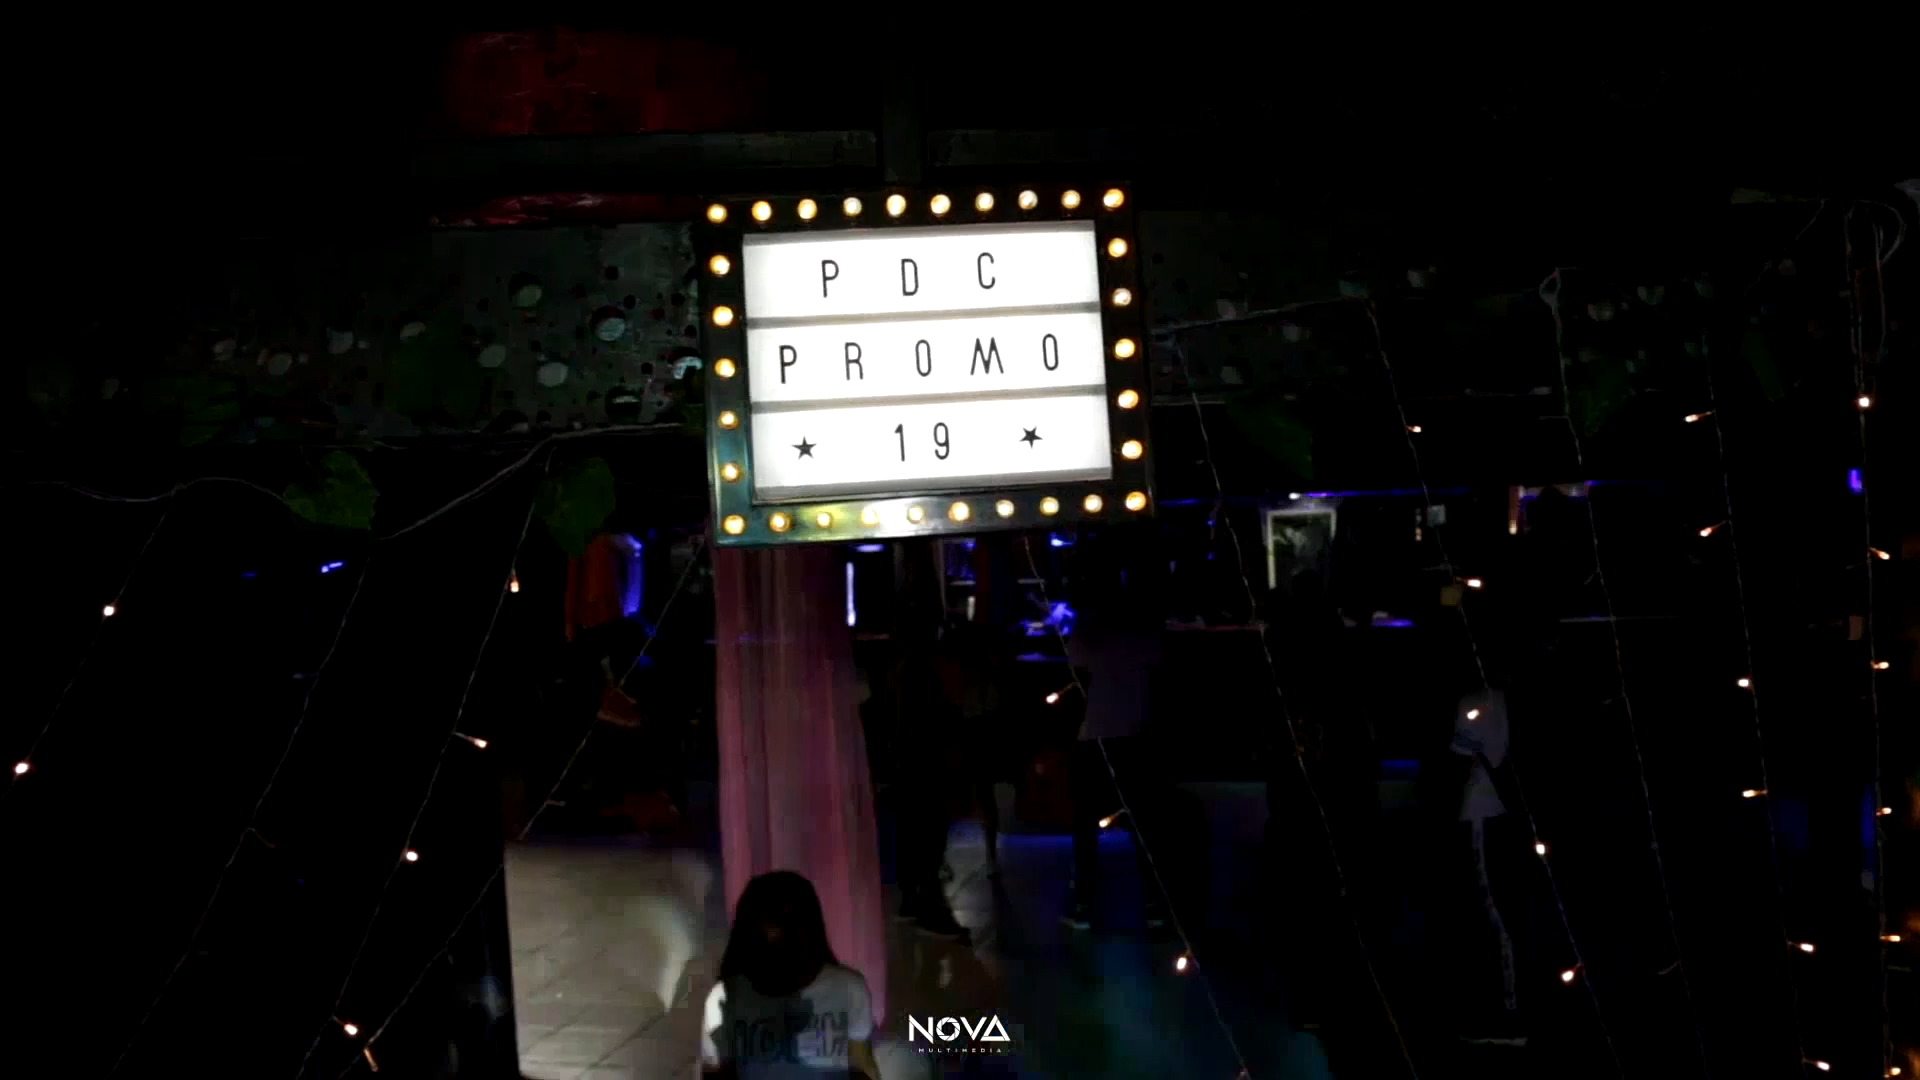 PDC
PROMO
★ 19 ★
NOVA
MULTIMEDIA